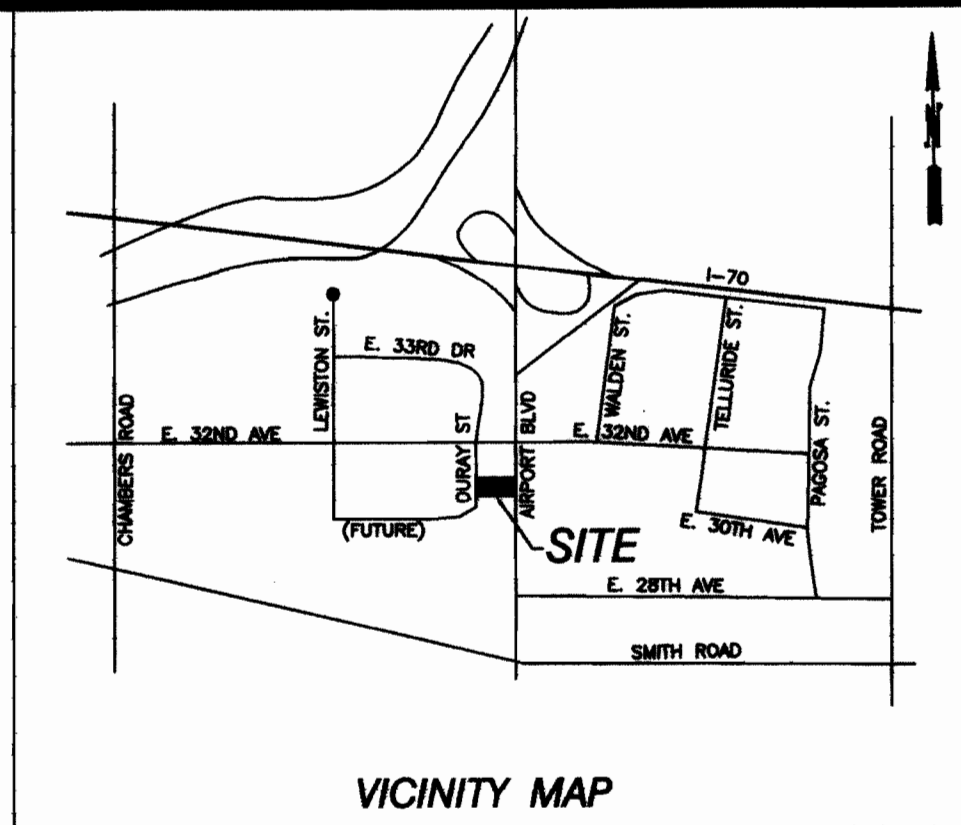 N
I-70
LEWISTON ST.
E. 33RD DR
WALDEN ST.
TELLURIDE ST.
CHAMBERS ROAD
E. 32ND AVE
DURAY ST
AIRPORT BLVD
E. 32ND AVE
PAGOSA ST.
TOWER ROAD
(FUTURE)
SITE
E. 30TH AVE
E. 28TH AVE
SMITH ROAD
VICINITY MAP